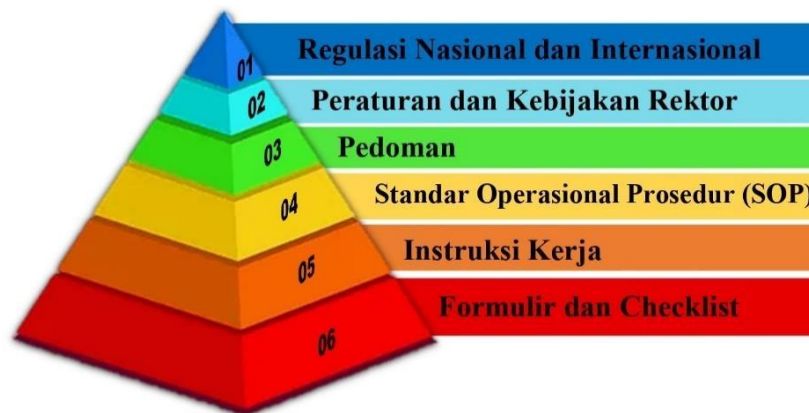 01 Regulasi Nasional dan Internasional
02 Peraturan dan Kebijakan Rektor
03 Pedoman
04 Standar Operasional Prosedur (SOP)
05 Instruksi Kerja
06 Formulir dan Checklist